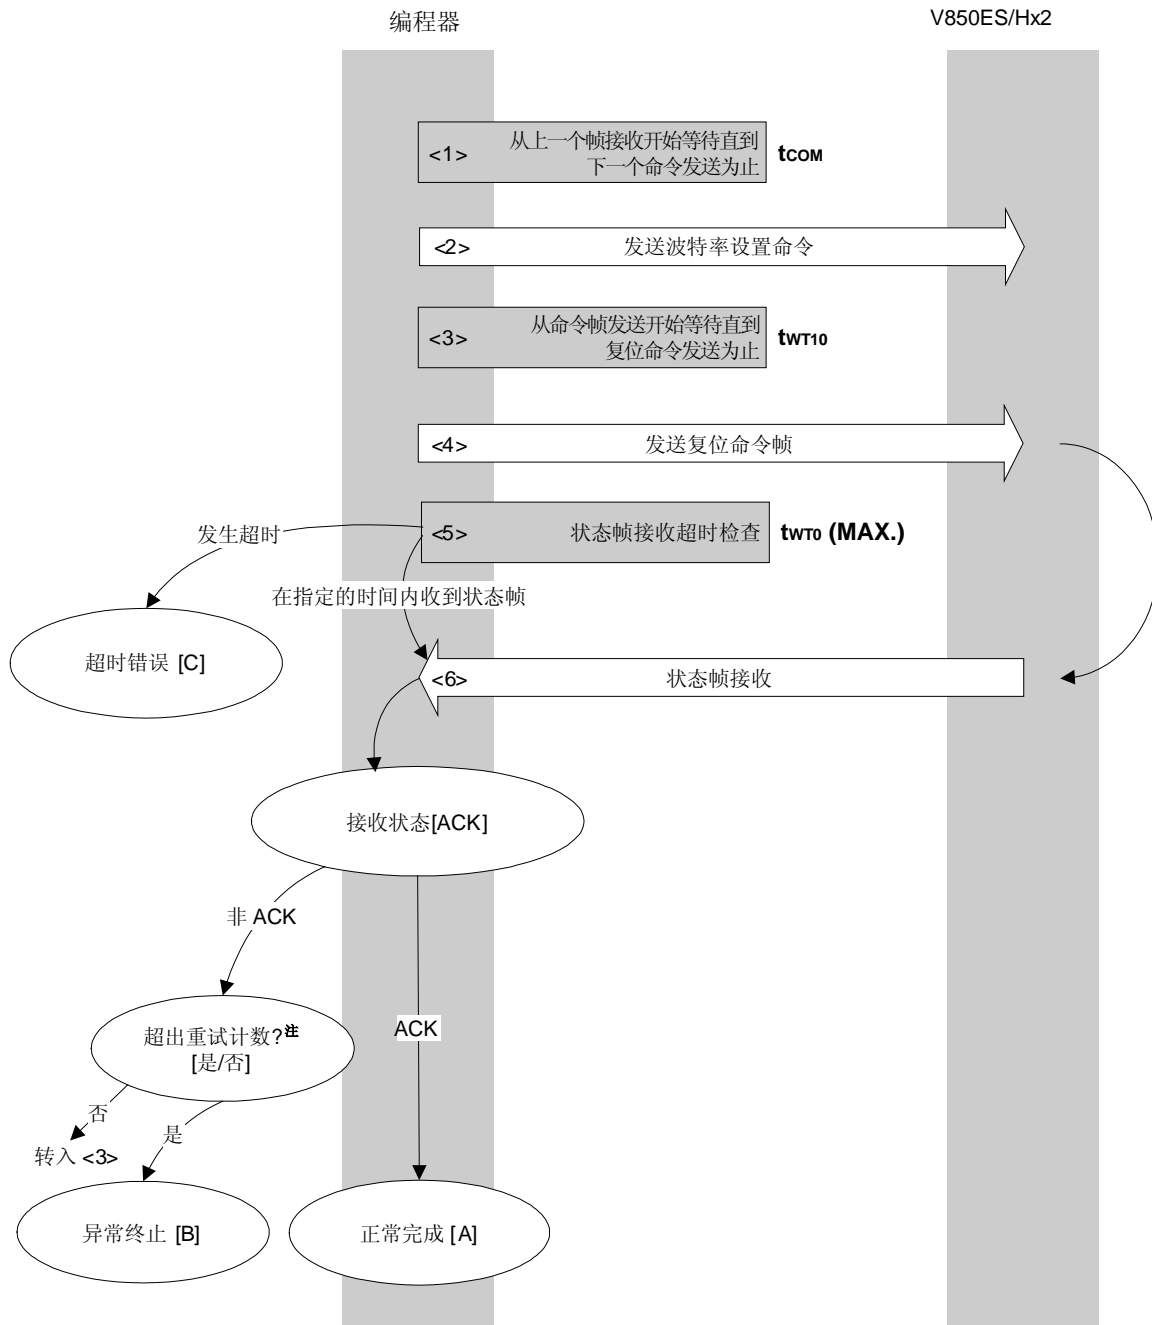 编程器
V850ES/Hx2
<1> 从上一个帧接收开始等待直到
下一个命令发送为止
tCOM
<2> 发送波特率设置命令
<3> 从命令帧发送开始等待直到
复位命令发送为止
tWT10
<4> 发送复位命令帧
<5> 状态帧接收超时检查
tWT0 (MAX.)
发生超时
在指定的时间内收到状态帧
超时错误 [C]
<6> 状态帧接收
接收状态[ACK]
非 ACK
ACK
超出重试计数?注
[是/否]
否
是
转入 <3>
异常终止 [B]
正常完成 [A]